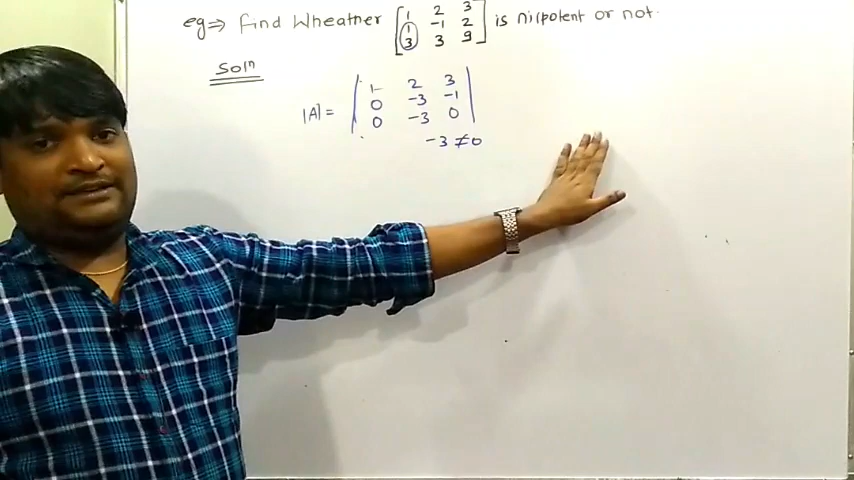 eg⇒ Find Wheather [1 2 3 is nilpotent or not.
1 -1 2
3 3 9]
Soln
|A| = |1 2 3
0 -3 -1
0 -3 0|
-3 ≠ 0